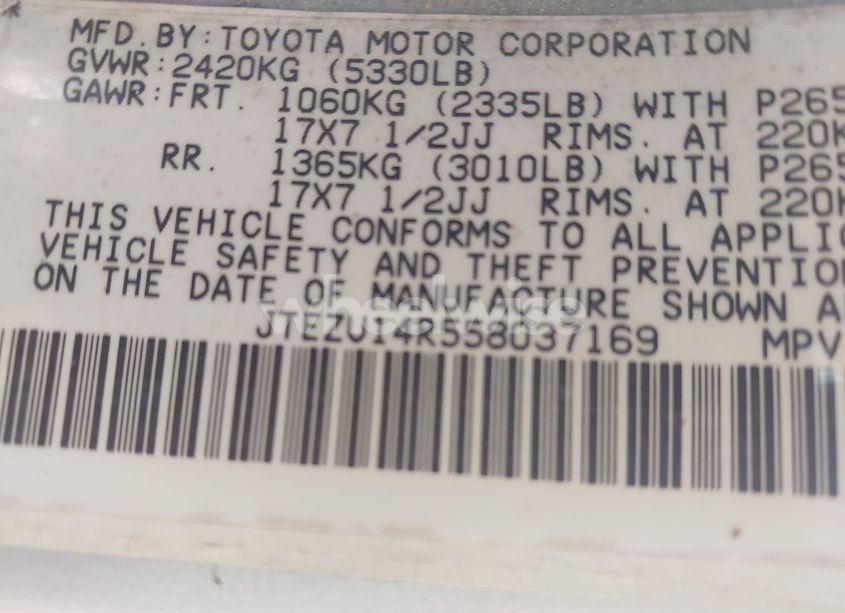 MFD.BY:TOYOTA MOTOR CORPORATION
GVWR:2420KG (5330LB)
GAWR:FRT. 1060KG (2335LB) WITH P265
17X7 1/2JJ RIMS. AT 220K
RR. 1365KG (3010LB) WITH P265
17X7 1/2JJ RIMS. AT 220K
THIS VEHICLE CONFORMS TO ALL APPLIC
VEHICLE SAFETY AND THEFT PREVENTIO
ON THE DATE OF MANUFACTURE SHOWN A
wheelwise
JTEZU14R558037169 MPV